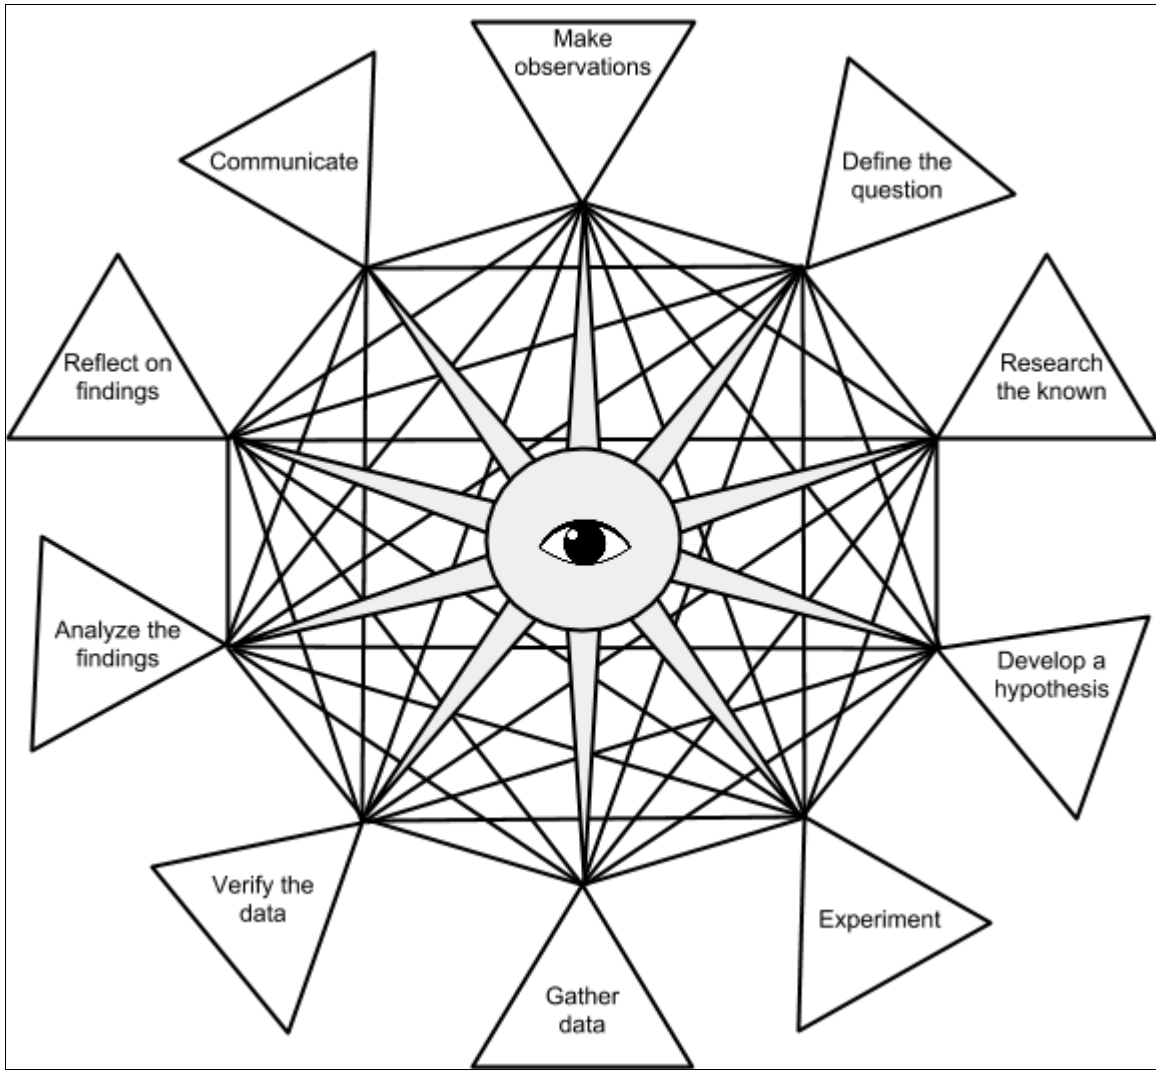 Make
observations
Define the
question
Research
the known
Develop a
hypothesis
Experiment
Gather
data
Verify the
data
Analyze the
findings
Reflect on
findings
Communicate